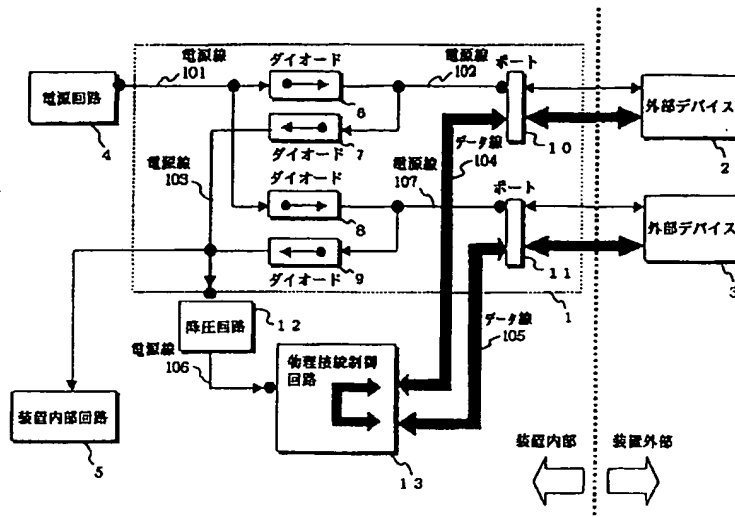 電源線
101
ダイオード
電源線
102
ポート
電源回路
4
6
10
外部デバイス
2
7
ダイオード
データ線
104
電源線
103
ダイオード
電源線
107
ポート
8
11
外部デバイス
3
9
ダイオード
1
降圧回路
12
データ線
105
電源線
106
物理接続制御
回路
13
装置内部回路
5
装置内部
装置外部